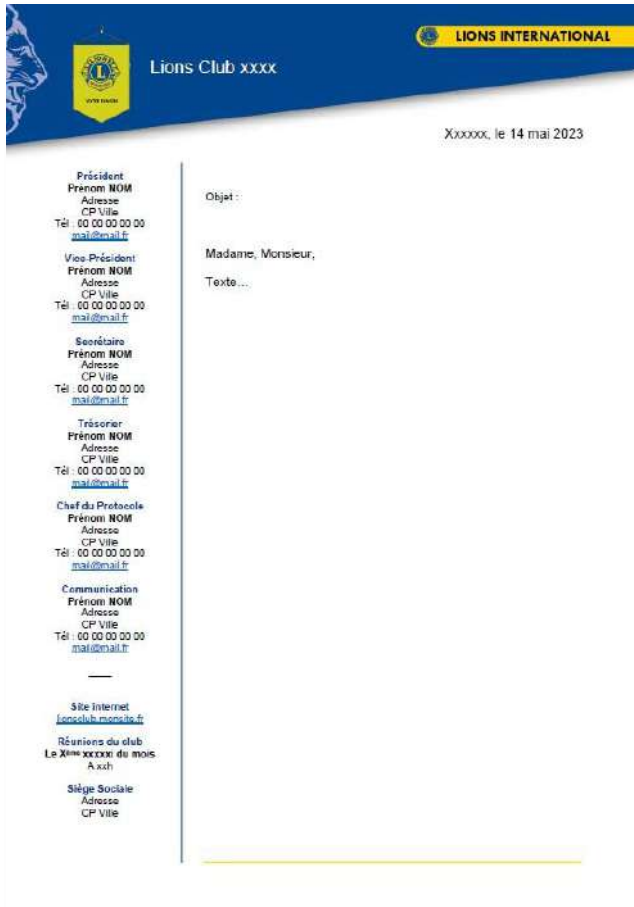 LIONS INTERNATIONAL
Lions Club xxxx
Xxxxxx, le 14 mai 2023
Président
Prénom NOM
Adresse
CP Ville
Tél : 00 00 00 00 00
mail@mail.fr
Vice-Président
Prénom NOM
Adresse
CP Ville
Tél : 00 00 00 00 00
mail@mail.fr
Secrétaire
Prénom NOM
Adresse
CP Ville
Tél : 00 00 00 00 00
mail@mail.fr
Trésorier
Prénom NOM
Adresse
CP Ville
Tél : 00 00 00 00 00
mail@mail.fr
Chef du Protocole
Prénom NOM
Adresse
CP Ville
Tél : 00 00 00 00 00
mail@mail.fr
Communication
Prénom NOM
Adresse
CP Ville
Tél : 00 00 00 00 00
mail@mail.fr
Site internet
lionsclub.monsite.fr
Réunions du club
Le Xème xxxxx du mois
A xxh
Siège Sociale
Adresse
CP Ville
Objet :
Madame, Monsieur,
Texte...